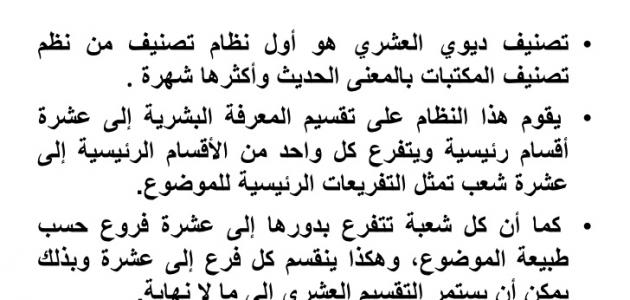 • تصنيف ديوي العشري هو أول نظام تصنيف من نظم
تصنيف المكتبات بالمعنى الحديث وأكثرها شهرة .
• يقوم هذا النظام على تقسيم المعرفة البشرية إلى عشرة
أقسام رئيسية ويتفرع كل واحد من الأقسام الرئيسية إلى
عشرة شعب تمثل التفريعات الرئيسية للموضوع.
• كما أن كل شعبة تتفرع بدورها إلى عشرة فروع حسب
طبيعة الموضوع، وهكذا ينقسم كل فرع إلى عشرة وبذلك
يمكن أن يستمر التقسيم العشري إلى ما لا نهاية.